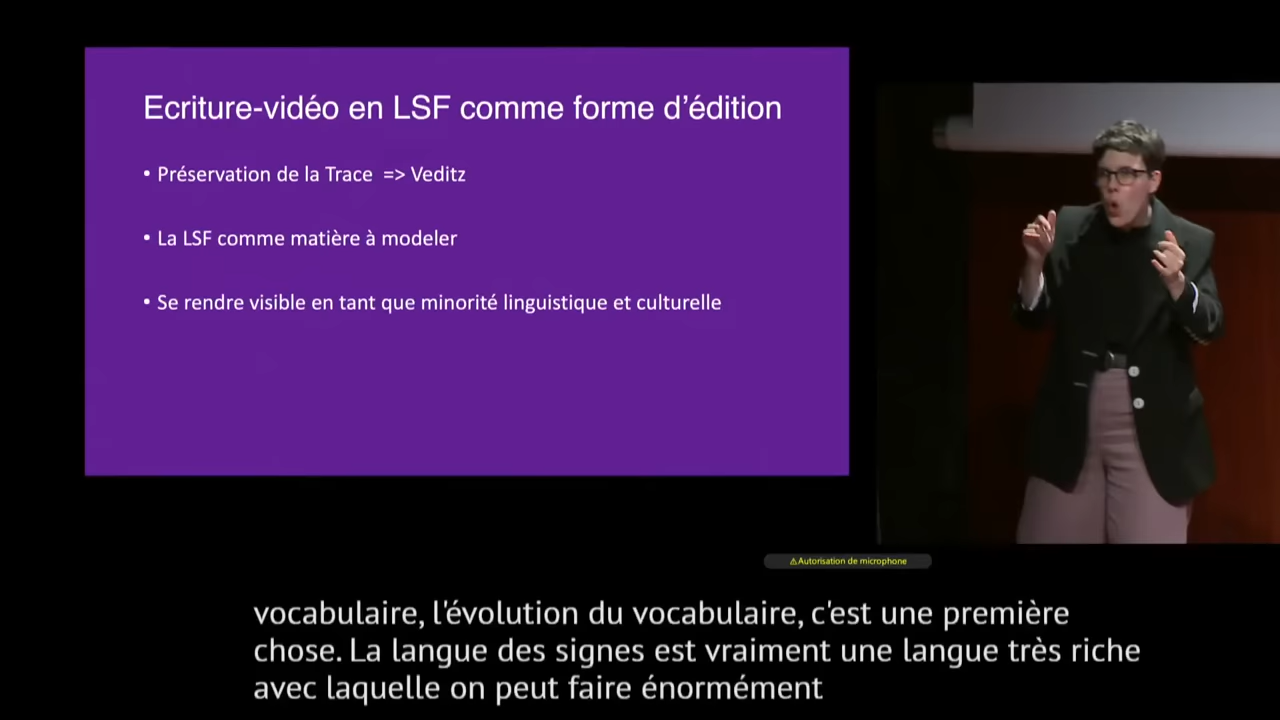 Ecriture-vidéo en LSF comme forme d’édition
• Préservation de la Trace => Veditz
• La LSF comme matière à modeler
• Se rendre visible en tant que minorité linguistique et culturelle
⚠Autorisation de microphone
vocabulaire, l'évolution du vocabulaire, c'est une première
chose. La langue des signes est vraiment une langue très riche
avec laquelle on peut faire énormément